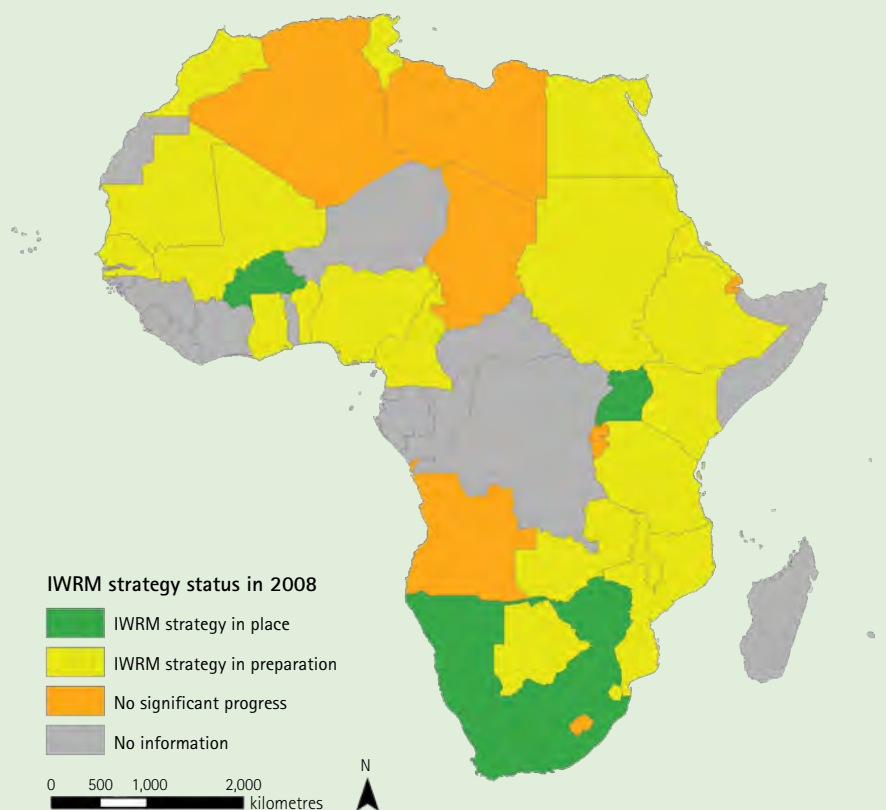 IWRM strategy status in 2008
IWRM strategy in place
IWRM strategy in preparation
No significant progress
No information
0 500 1,000 2,000
kilometres
N